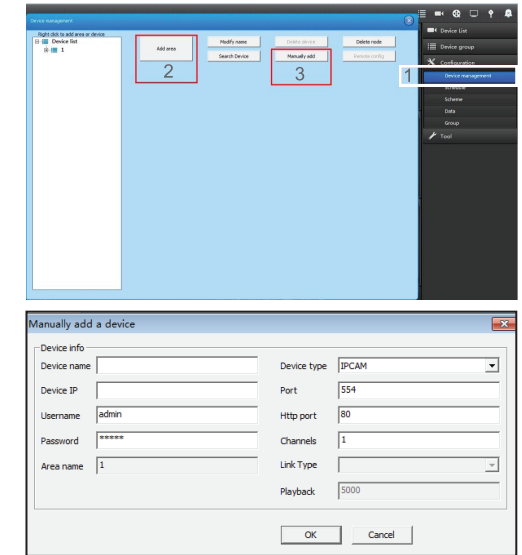 Device management
Right click to add area or device
Device list
1
Add area
Modify name
Delete device
Delete node
Search Device
Manually add
Remote config
2
3
1
Device List
Device group
Configuration
Device management
Schedule
Scheme
Data
Group
Tool
Manually add a device
Device info
Device name
Device type IPCAM
Device IP
Port 554
Username admin
Http port 80
Password *****
Channels 1
Area name 1
Link Type
Playback 5000
OK Cancel